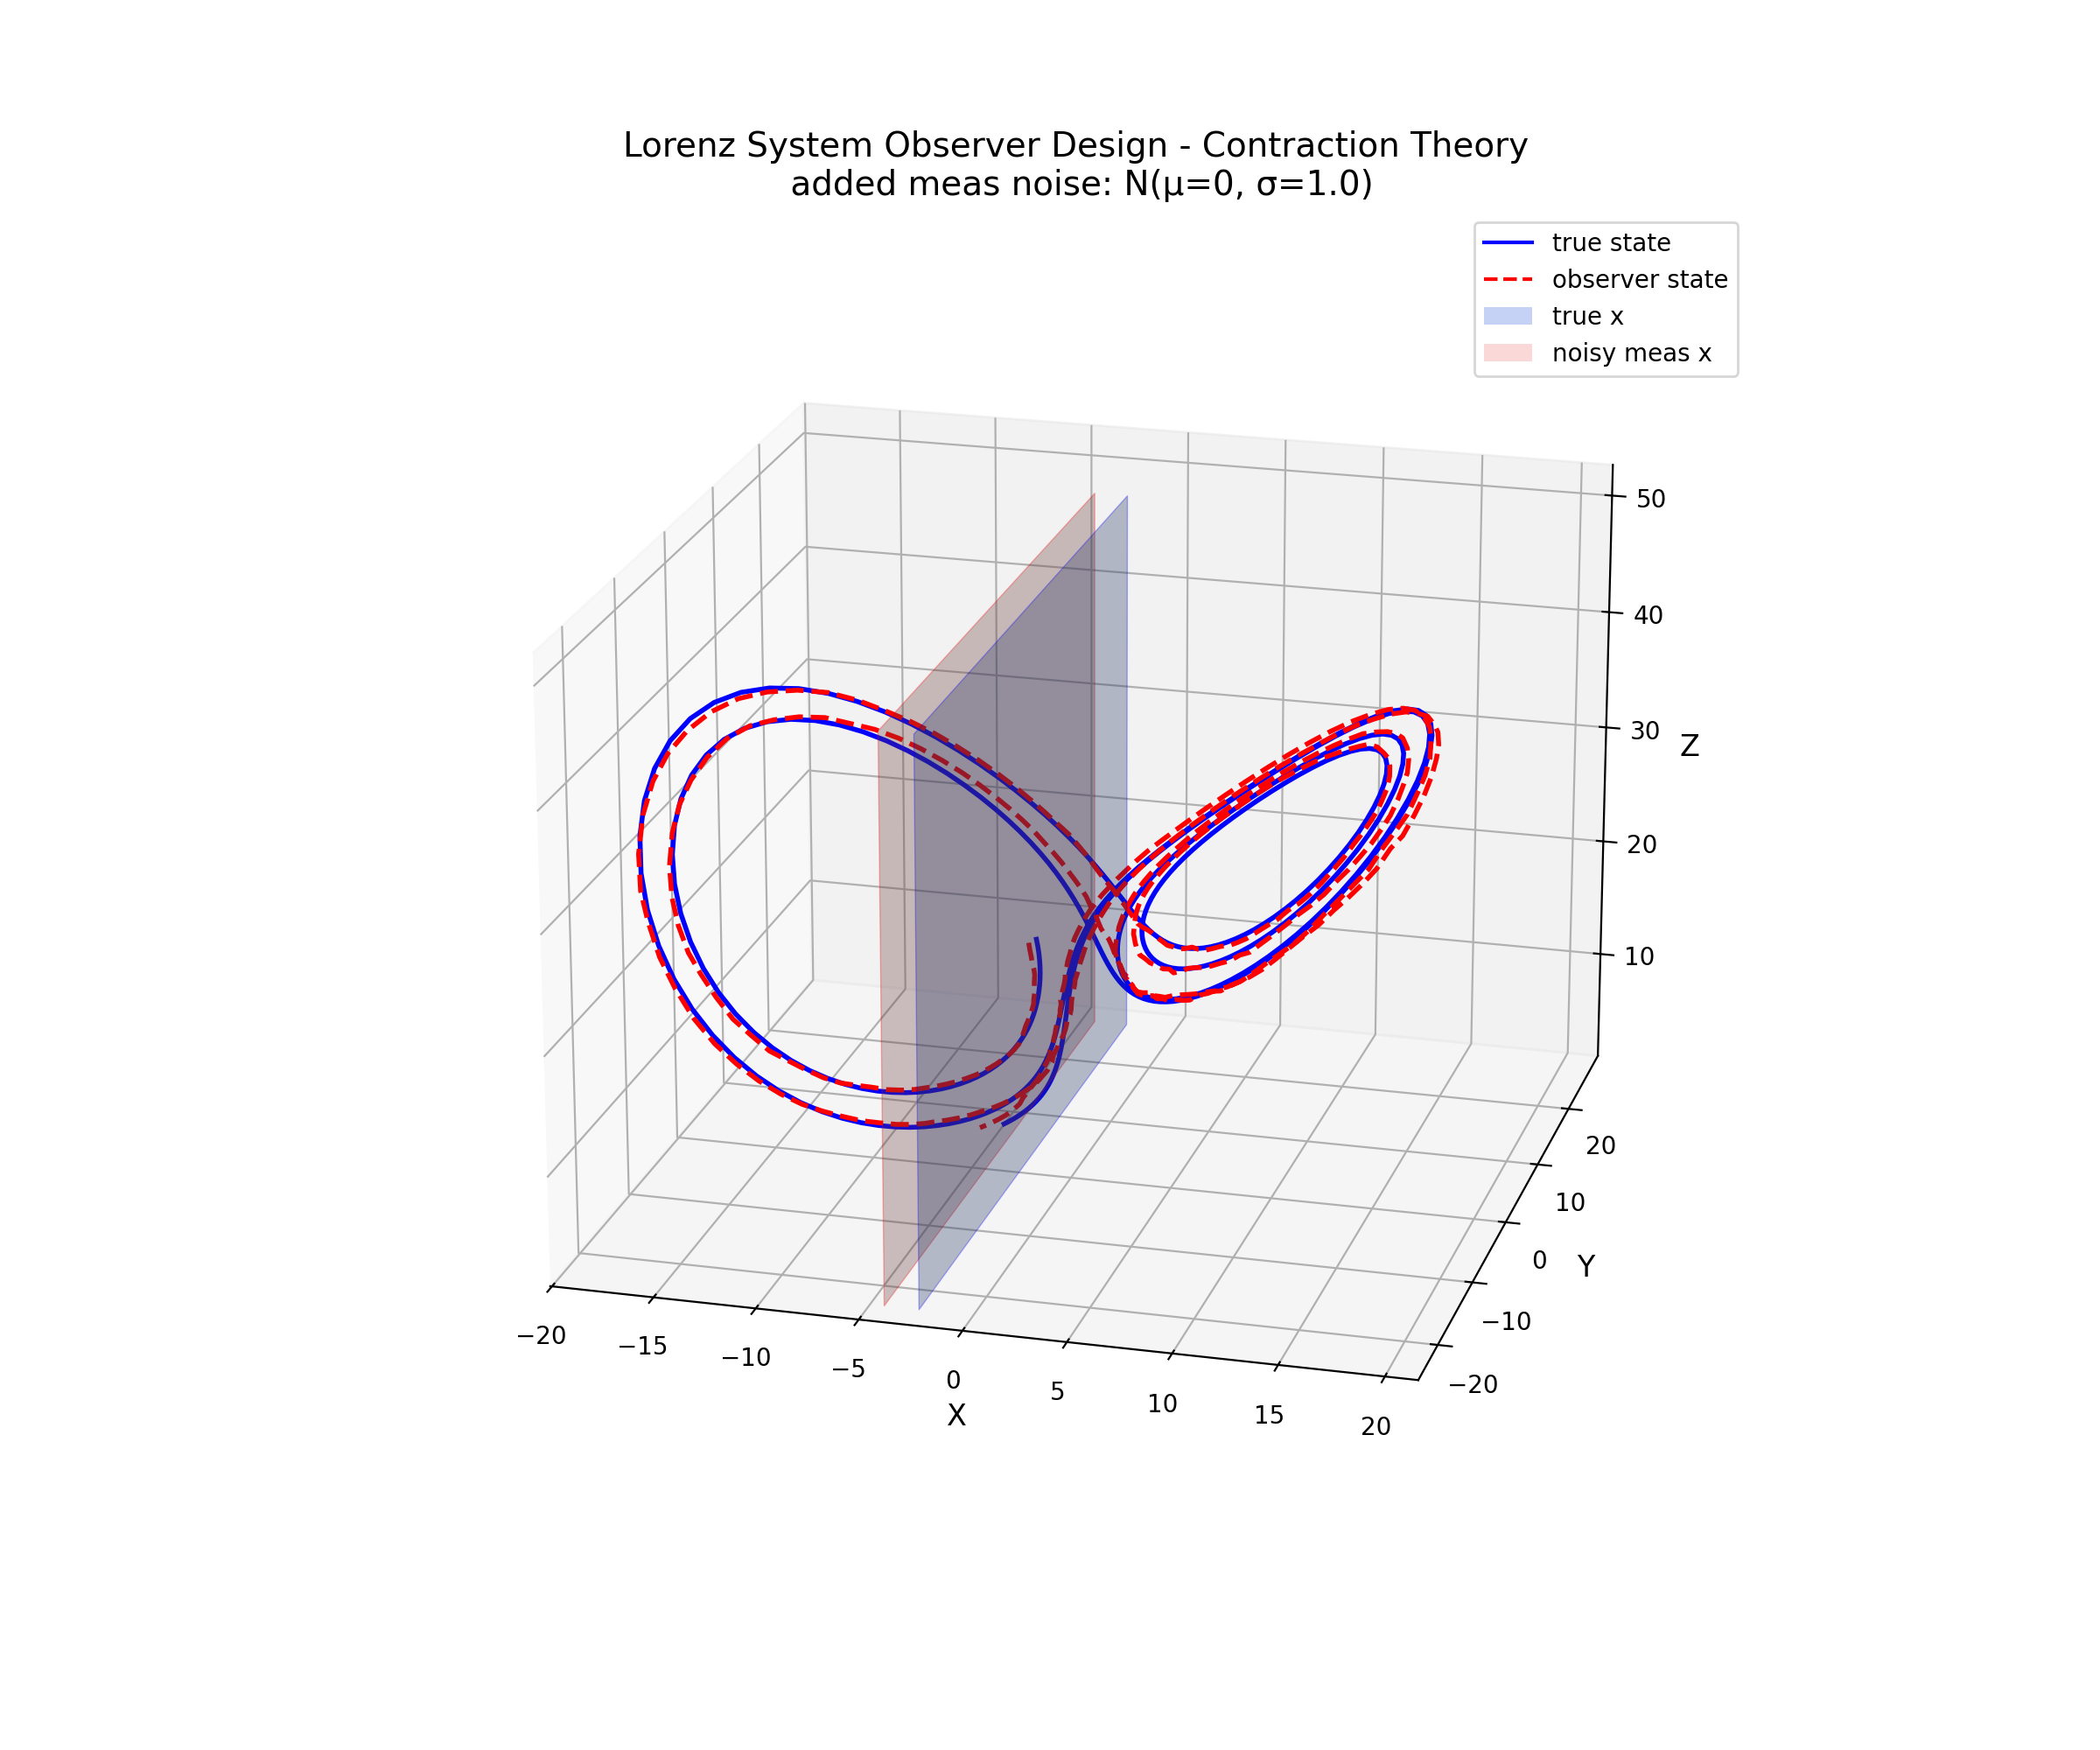 Lorenz System Observer Design - Contraction Theory
added meas noise: N(μ=0, σ=1.0)
true state
observer state
true x
noisy meas x
50
40
30
Z
20
10
20
10
0
Y
−10
−20
−20
−15
−10
−5
0
5
10
15
20
X